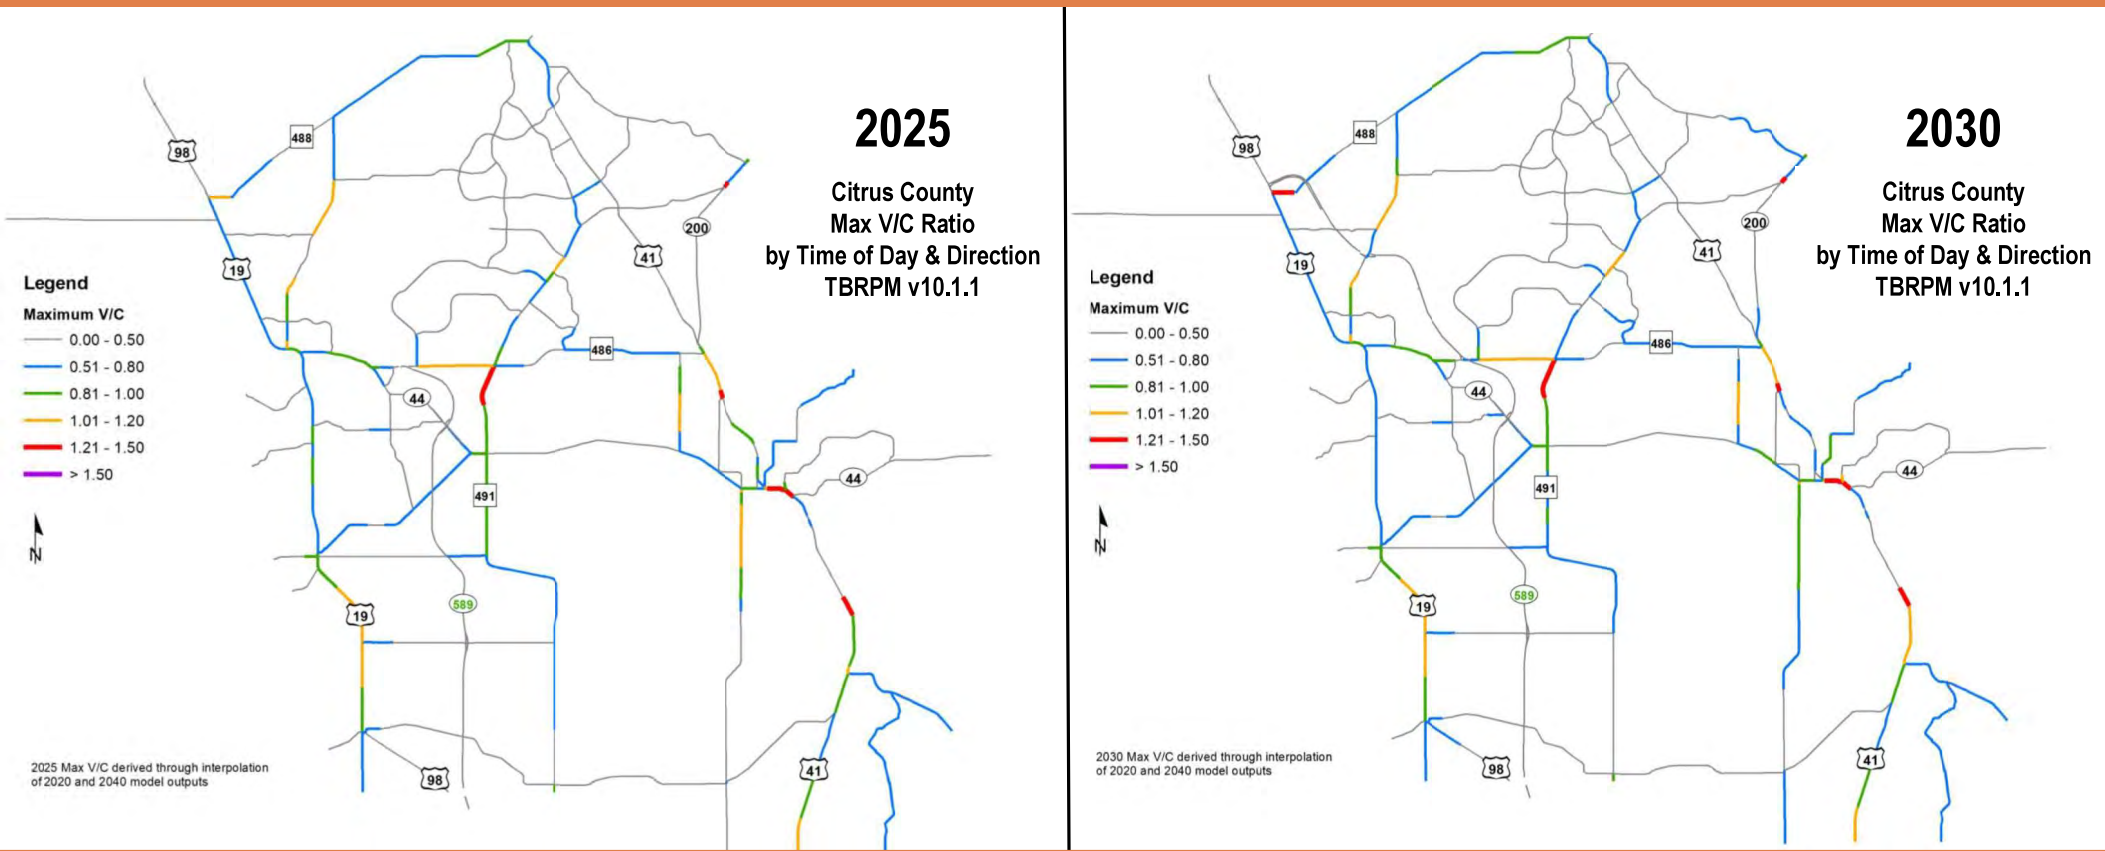 2025
Citrus County
Max V/C Ratio
by Time of Day & Direction
TBRPM v10.1.1
Legend
Maximum V/C
0.00 - 0.50
0.51 - 0.80
0.81 - 1.00
1.01 - 1.20
1.21 - 1.50
> 1.50
N
98
488
19
200
41
486
44
44
491
589
19
98
41
2025 Max V/C derived through interpolation
of 2020 and 2040 model outputs
2030
Citrus County
Max V/C Ratio
by Time of Day & Direction
TBRPM v10.1.1
Legend
Maximum V/C
0.00 - 0.50
0.51 - 0.80
0.81 - 1.00
1.01 - 1.20
1.21 - 1.50
> 1.50
N
98
488
19
200
41
486
44
44
491
589
19
98
41
2030 Max V/C derived through interpolation
of 2020 and 2040 model outputs